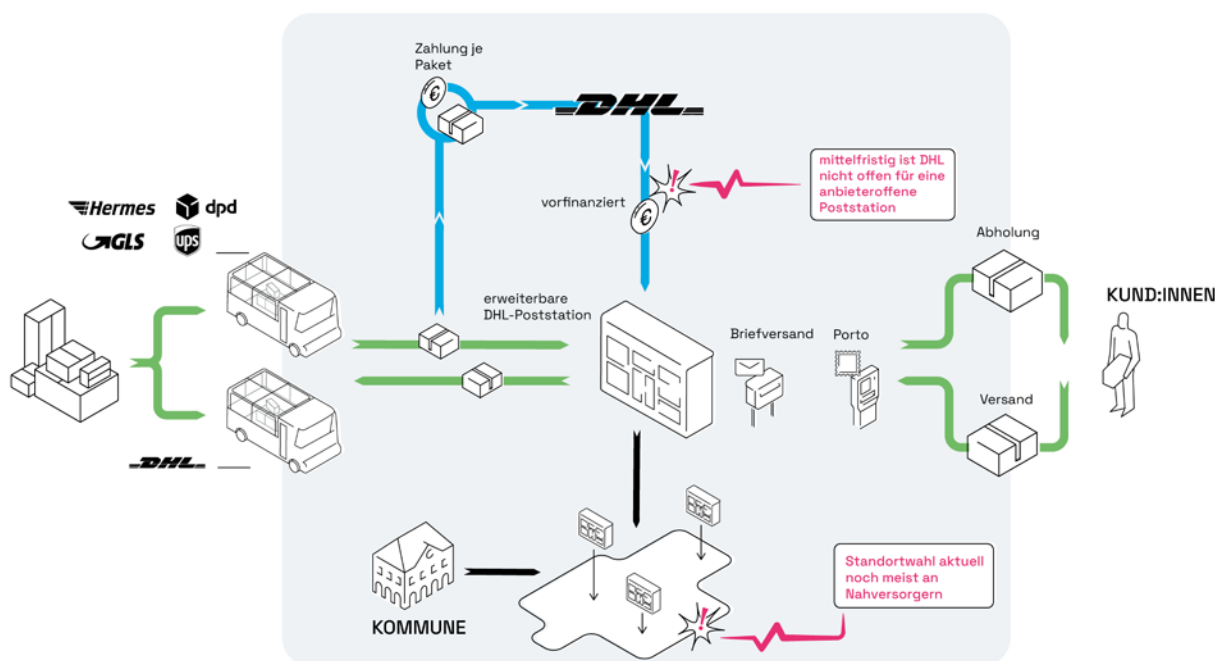 Zahlung je
Paket
DHL
mittelfristig ist DHL
nicht offen für eine
anbieteroffene
Poststation
vorfinanziert
Hermes
dpd
GLS
ups
Abholung
KUND:INNEN
erweiterbare
DHL-Poststation
Briefversand
Porto
Versand
DHL
Standortwahl aktuell
noch meist an
Nahversorgern
KOMMUNE